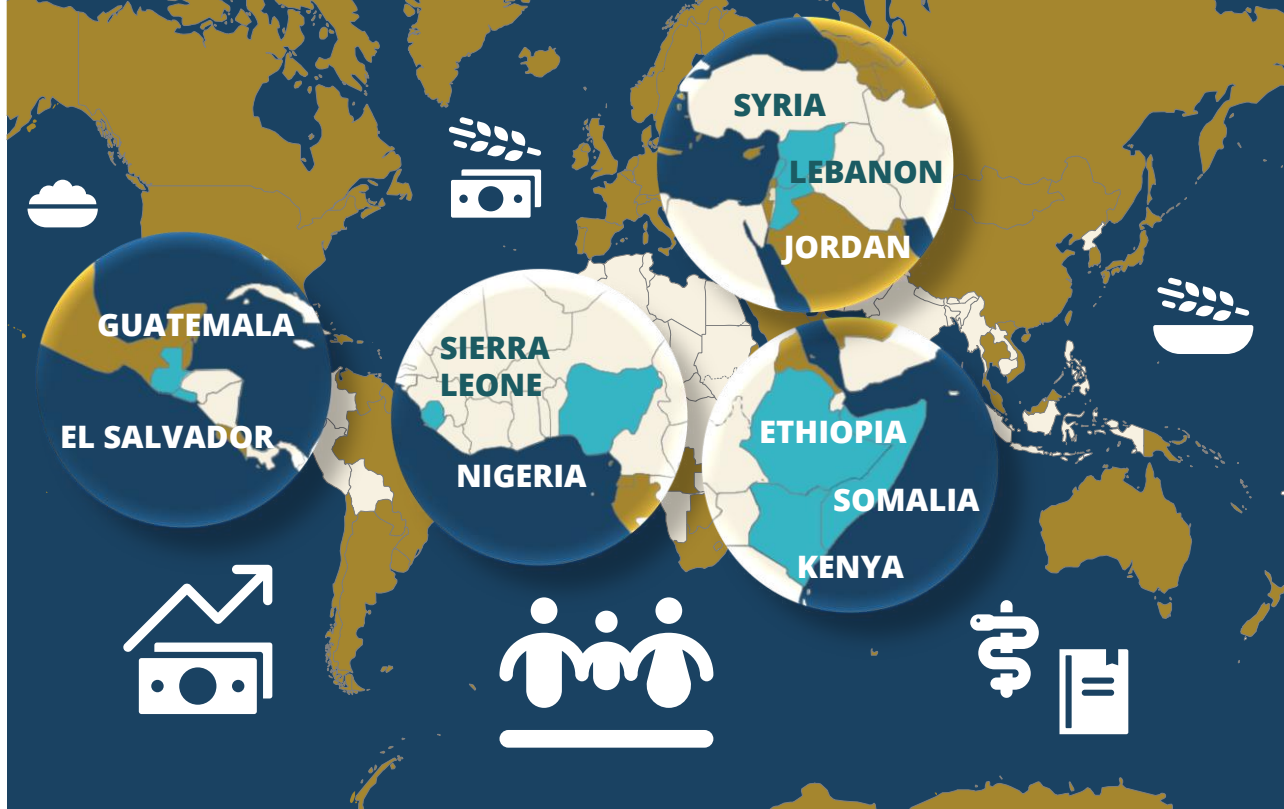 SYRIA
LEBANON
JORDAN
GUATEMALA
EL SALVADOR
SIERRA
LEONE
NIGERIA
ETHIOPIA
SOMALIA
KENYA